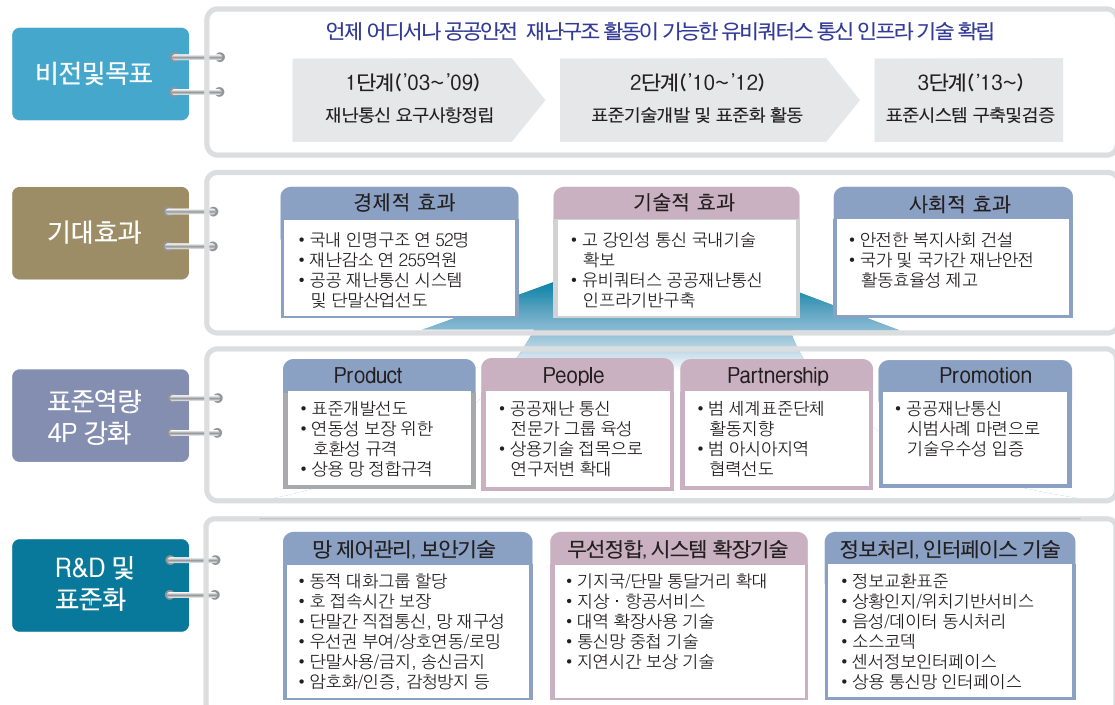 비전및목표
언제 어디서나 공공안전 재난구조 활동이 가능한 유비쿼터스 통신 인프라 기술 확립
1단계('03~'09)
재난통신 요구사항정립
2단계('10~'12)
표준기술개발 및 표준화 활동
3단계('13~)
표준시스템 구축및검증
기대효과
경제적 효과
• 국내 인명구조 연 52명
• 재난감소 연 255억원
• 공공 재난통신 시스템
및 단말산업선도
기술적 효과
• 고 강인성 통신 국내기술
확보
• 유비쿼터스 공공재난통신
인프라기반구축
사회적 효과
• 안전한 복지사회 건설
• 국가 및 국가간 재난안전
활동효율성 제고
표준역량
4P 강화
Product
• 표준개발선도
• 연동성 보장 위한
호환성 규격
• 상용 망 정합규격
People
• 공공재난 통신
전문가 그룹 육성
• 상용기술 접목으로
연구저변 확대
Partnership
• 범 세계표준단체
활동지향
• 범 아시아지역
협력선도
Promotion
• 공공재난통신
시범사례 마련으로
기술우수성 입증
R&D 및
표준화
망 제어관리, 보안기술
• 동적 대화그룹 할당
• 호 접속시간 보장
• 단말간 직접통신, 망 재구성
• 우선권 부여/상호연동/로밍
• 단말사용/금지, 송신금지
• 암호화/인증, 감청방지 등
무선정합, 시스템 확장기술
• 기지국/단말 통달거리 확대
• 지상 · 항공서비스
• 대역 확장사용 기술
• 통신망 중첩 기술
• 지연시간 보상 기술
정보처리, 인터페이스 기술
• 정보교환표준
• 상황인지/위치기반서비스
• 음성/데이터 동시처리
• 소스코덱
• 센서정보인터페이스
• 상용 통신망 인터페이스